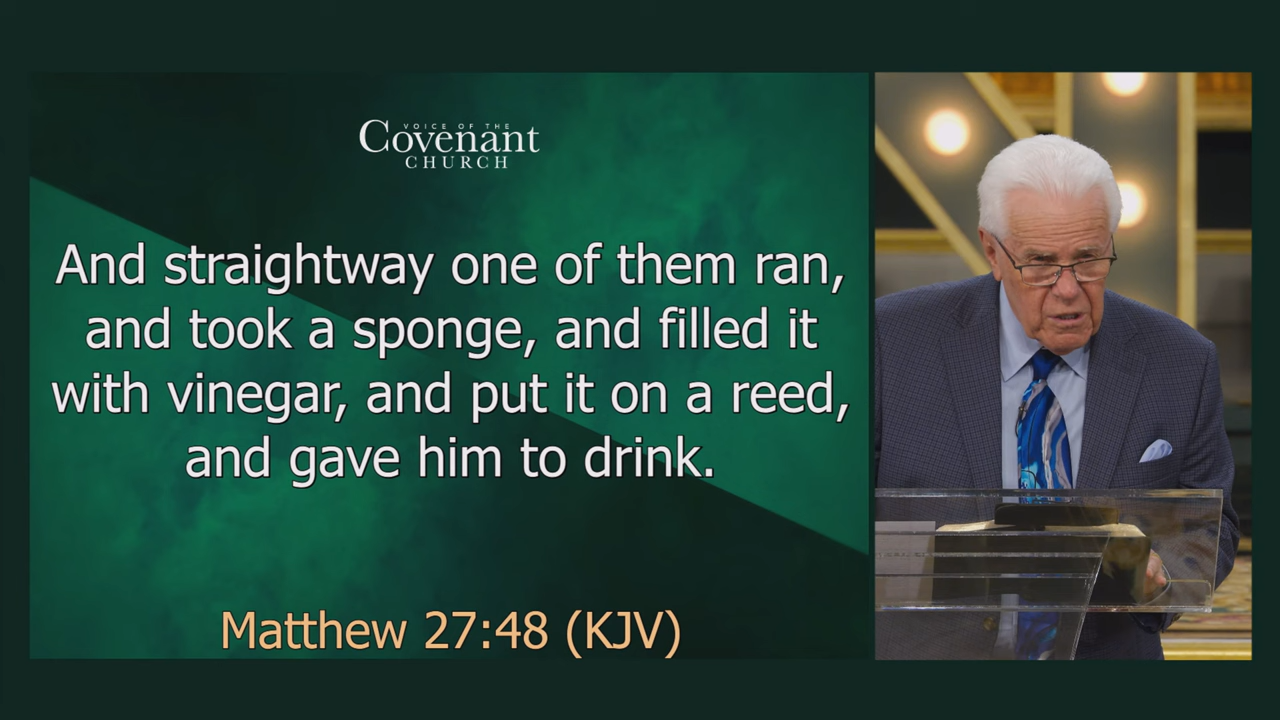 VOICE OF THE
Covenant
CHURCH
And straightway one of them ran,
and took a sponge, and filled it
with vinegar, and put it on a reed,
and gave him to drink.
Matthew 27:48 (KJV)